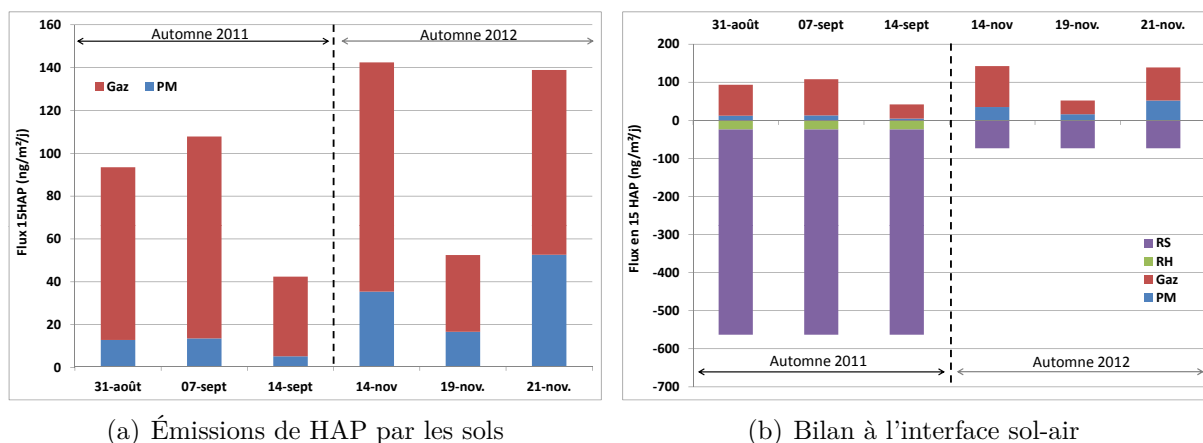 160
140
120
100
80
60
40
20
0
Flux 15HAP (ng/m²/j)
Automne 2011
Automne 2012
Gaz PM
31-août 07-sept 14-sept 14-nov 19-nov. 21-nov.
(a) Émissions de HAP par les sols
31-août 07-sept 14-sept 14-nov 19-nov. 21-nov.
200
100
0
-100
-200
-300
-400
-500
-600
-700
Flux en 15 HAP (ng/m²/j)
RS
RH
Gaz
PM
Automne 2011
Automne 2012
(b) Bilan à l'interface sol-air